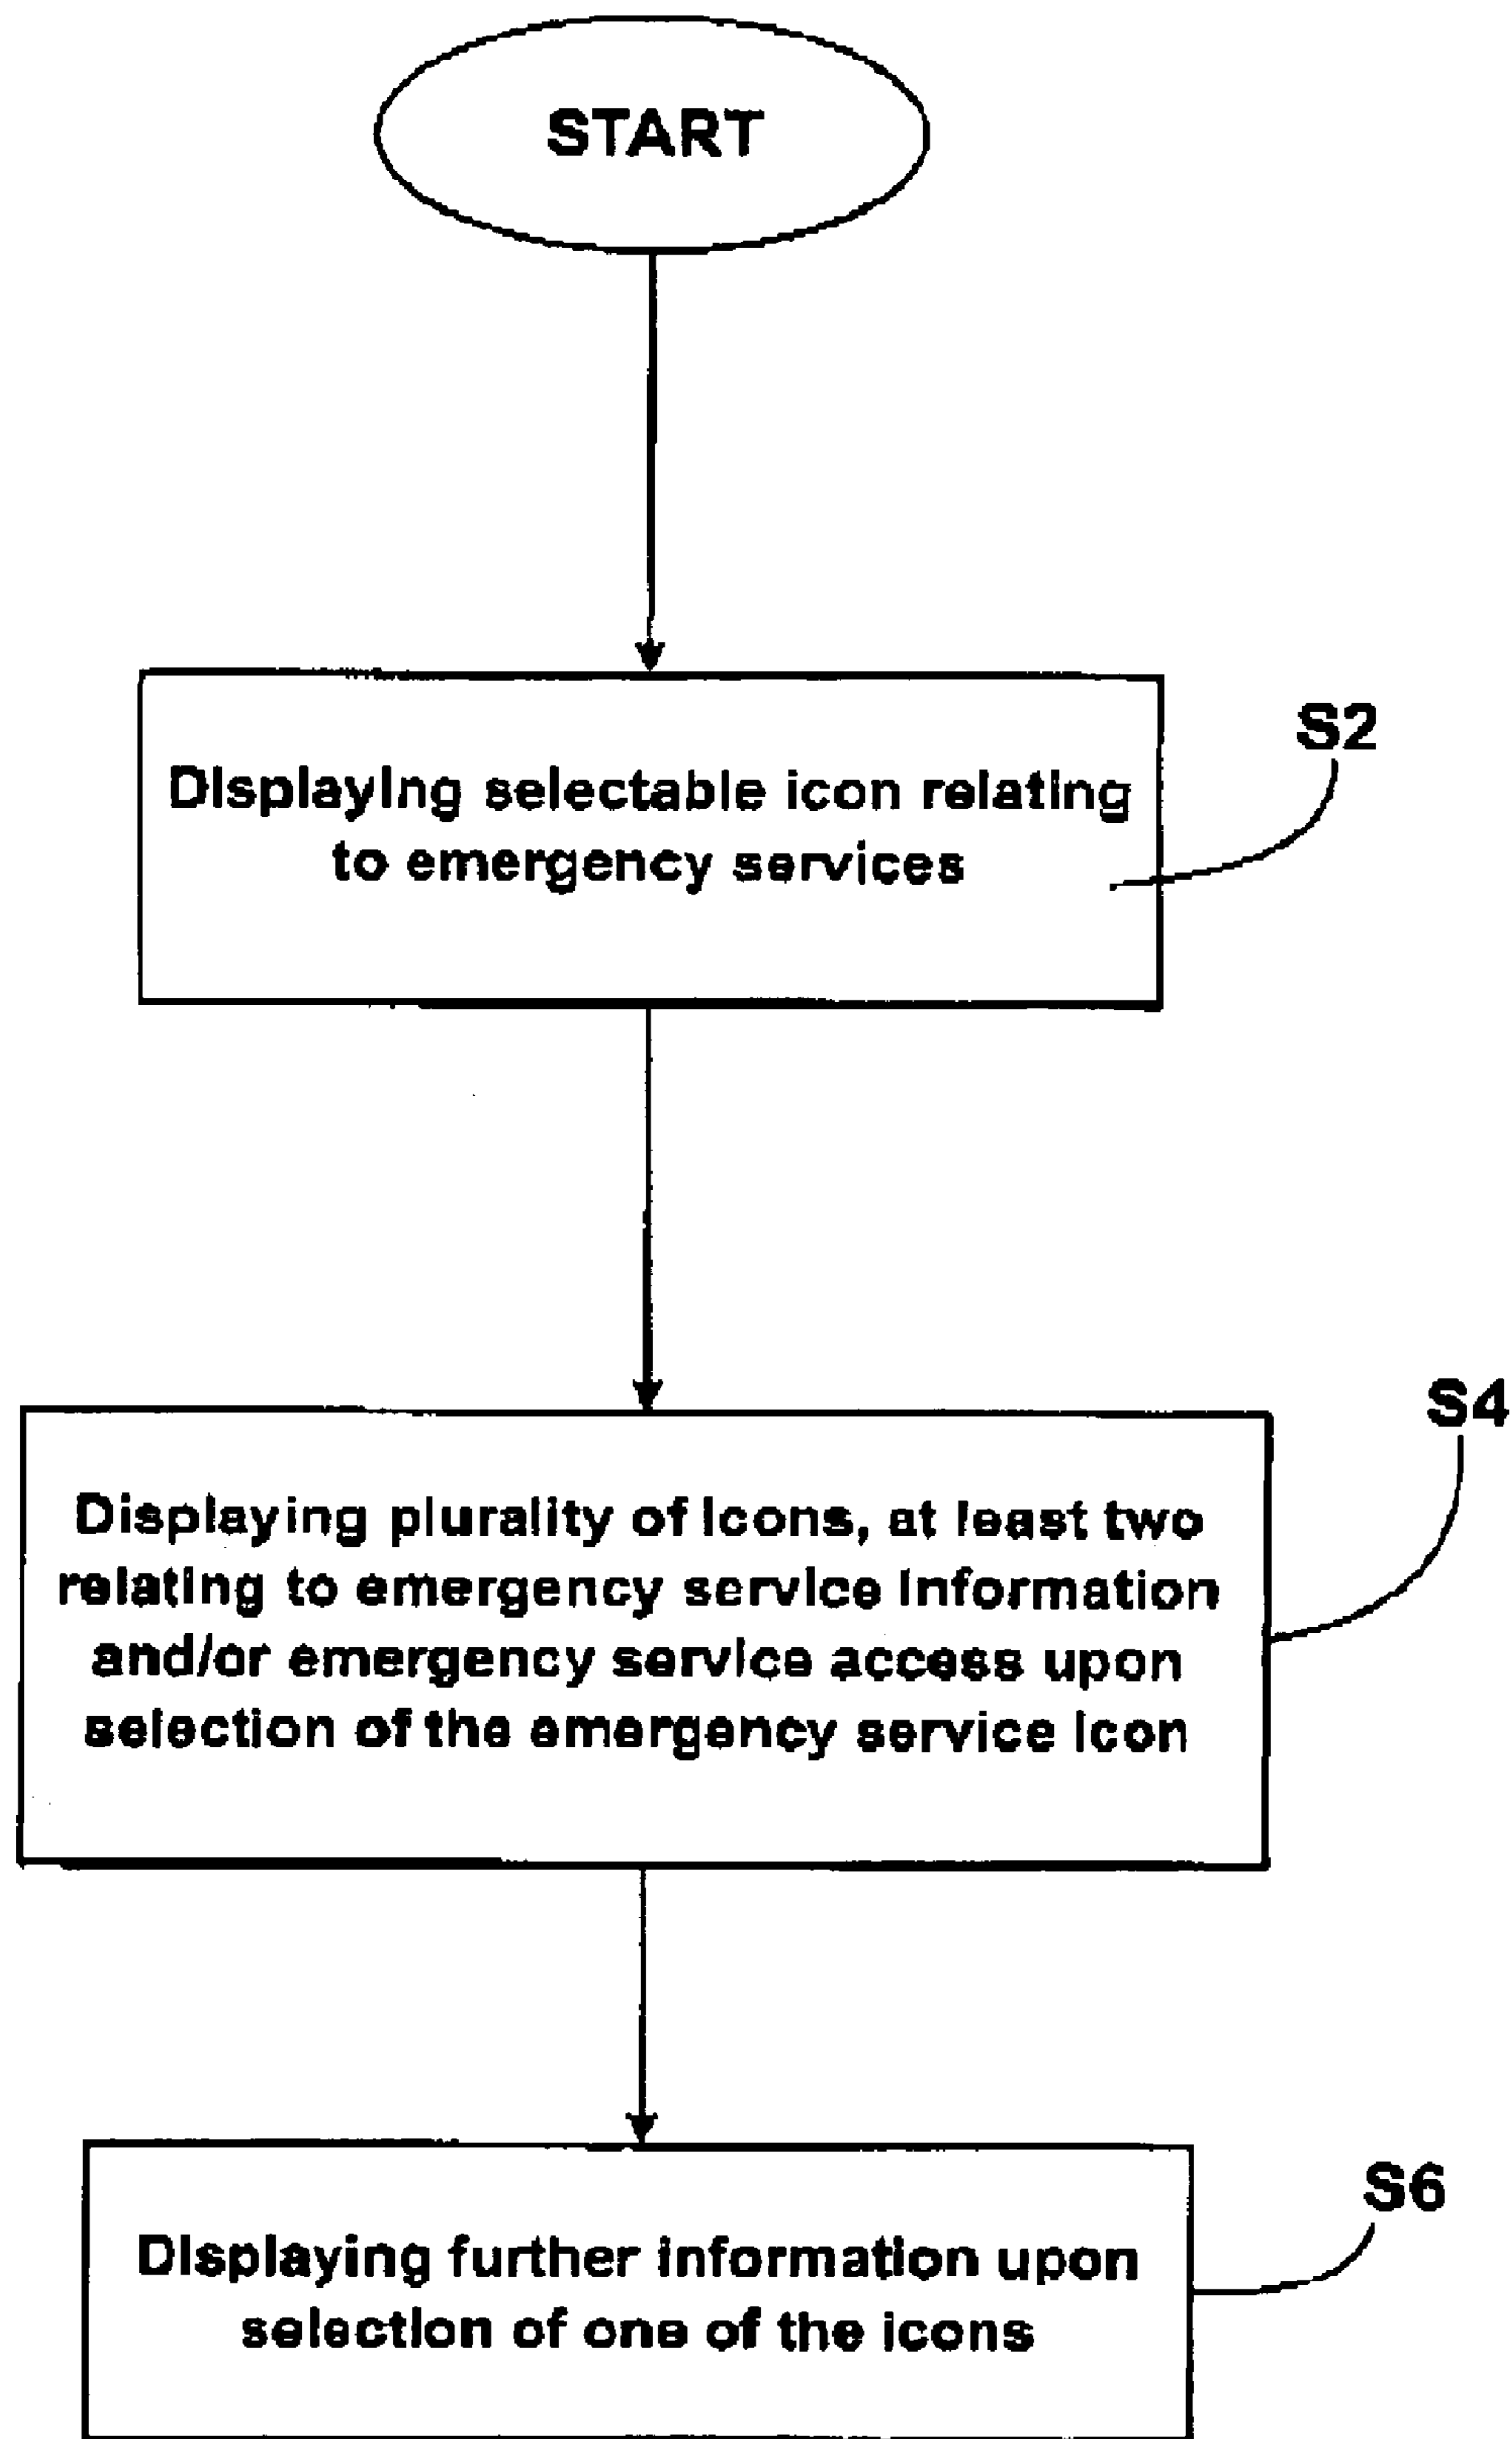 START
S2
Displaying selectable icon relating
to emergency services
S4
Displaying plurality of icons, at least two
relating to emergency service information
and/or emergency service access upon
selection of the emergency service icon
S6
Displaying further information upon
selection of one of the icons